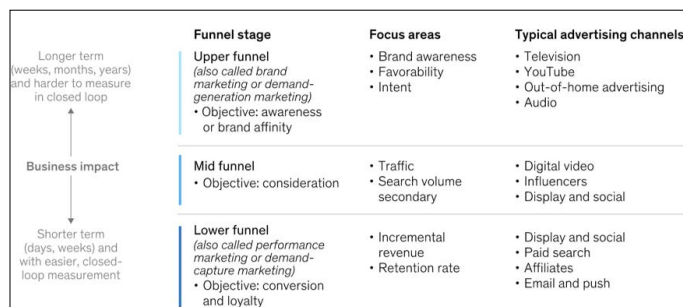 Funnel stage
Focus areas
Typical advertising channels
Longer term
(weeks, months, years)
and harder to measure
in closed loop
Business impact
Shorter term
(days, weeks) and
with easier, closed-
loop measurement
Upper funnel
(also called brand
marketing or demand-
generation marketing)
• Objective: awareness
or brand affinity
• Brand awareness
• Favorability
• Intent
• Television
• YouTube
• Out-of-home advertising
• Audio
Mid funnel
• Objective: consideration
• Traffic
• Search volume
secondary
• Digital video
• Influencers
• Display and social
Lower funnel
(also called performance
marketing or demand-
capture marketing)
• Objective: conversion
and loyalty
• Incremental
revenue
• Retention rate
• Display and social
• Paid search
• Affiliates
• Email and push